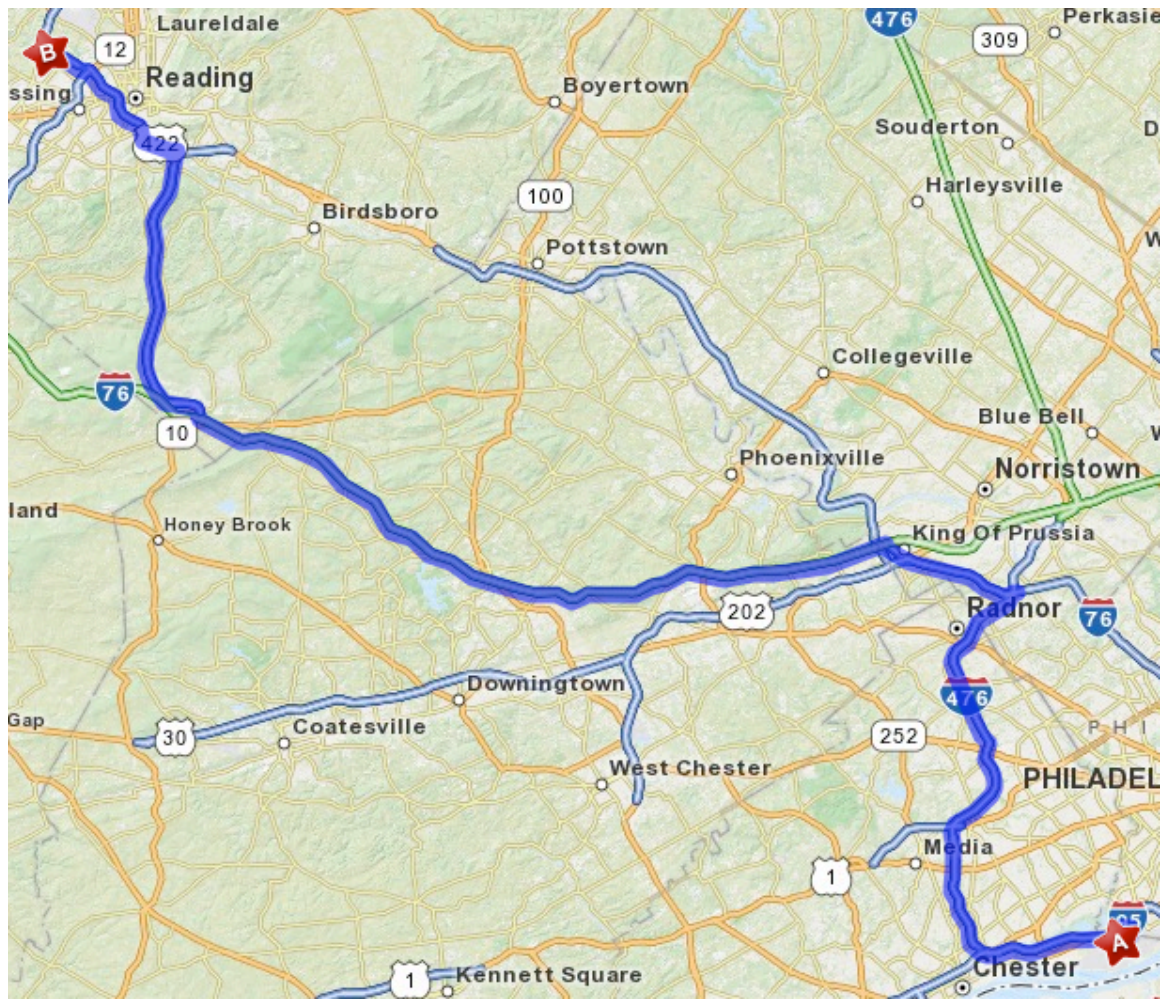 Laureldale
476
Perkasie
309
B
12
Reading
ssing
Boyertown
422
Souderton
D
100
Harleysville
Birdsboro
Pottstown
W
Collegeville
76
10
Blue Bell
W
Phoenixville
Norristown
land
Honey Brook
King Of Prussia
202
Radnor
76
476
Downingtown
Gap
30
Coatesville
252
P H I
West Chester
PHILADEL
1
Media
95
A
1
Kennett Square
Chester